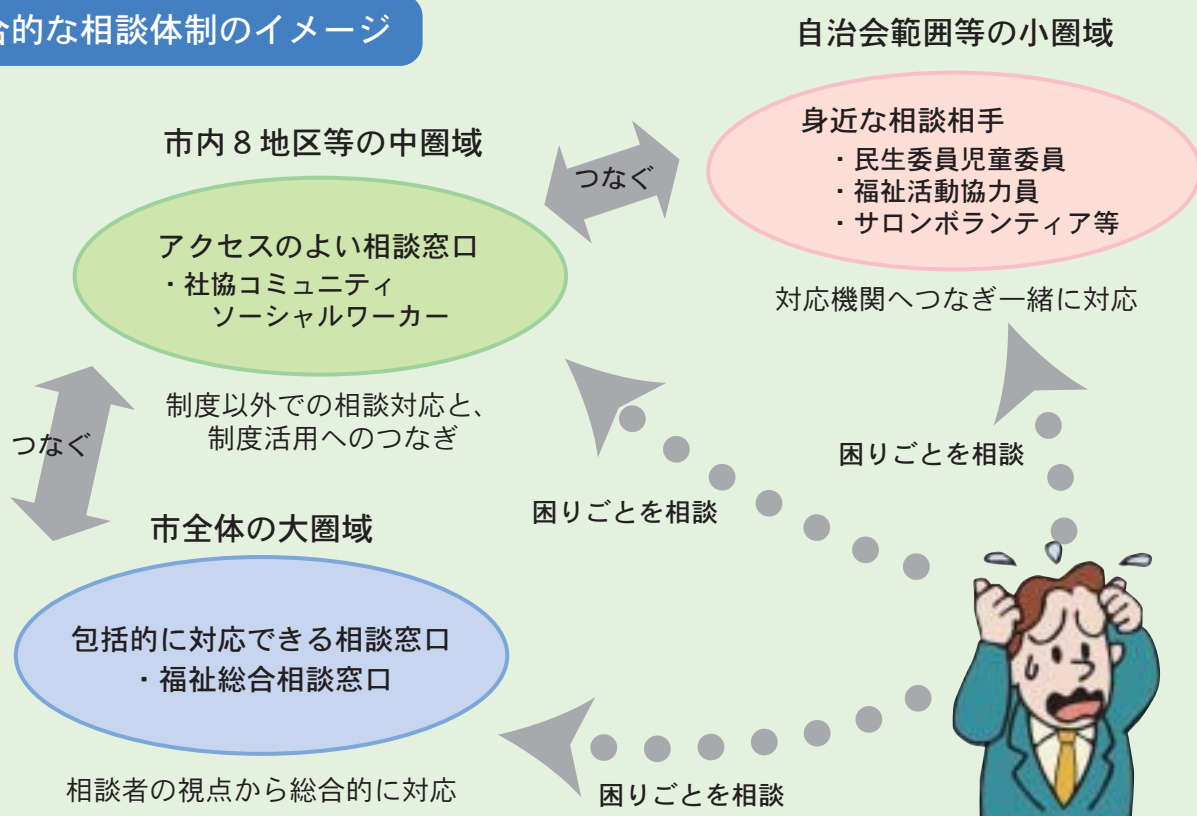 合的な相談体制のイメージ
自治会範囲等の小圏域
身近な相談相手
・民生委員児童委員
・福祉活動協力員
・サロンボランティア等
対応機関へつなぎ一緒に対応
つなぐ
市内８地区等の中圏域
アクセスのよい相談窓口
・社協コミュニティ
ソーシャルワーカー
制度以外での相談対応と、
制度活用へのつなぎ
つなぐ
困りごとを相談
困りごとを相談
市全体の大圏域
包括的に対応できる相談窓口
・福祉総合相談窓口
相談者の視点から総合的に対応
困りごとを相談